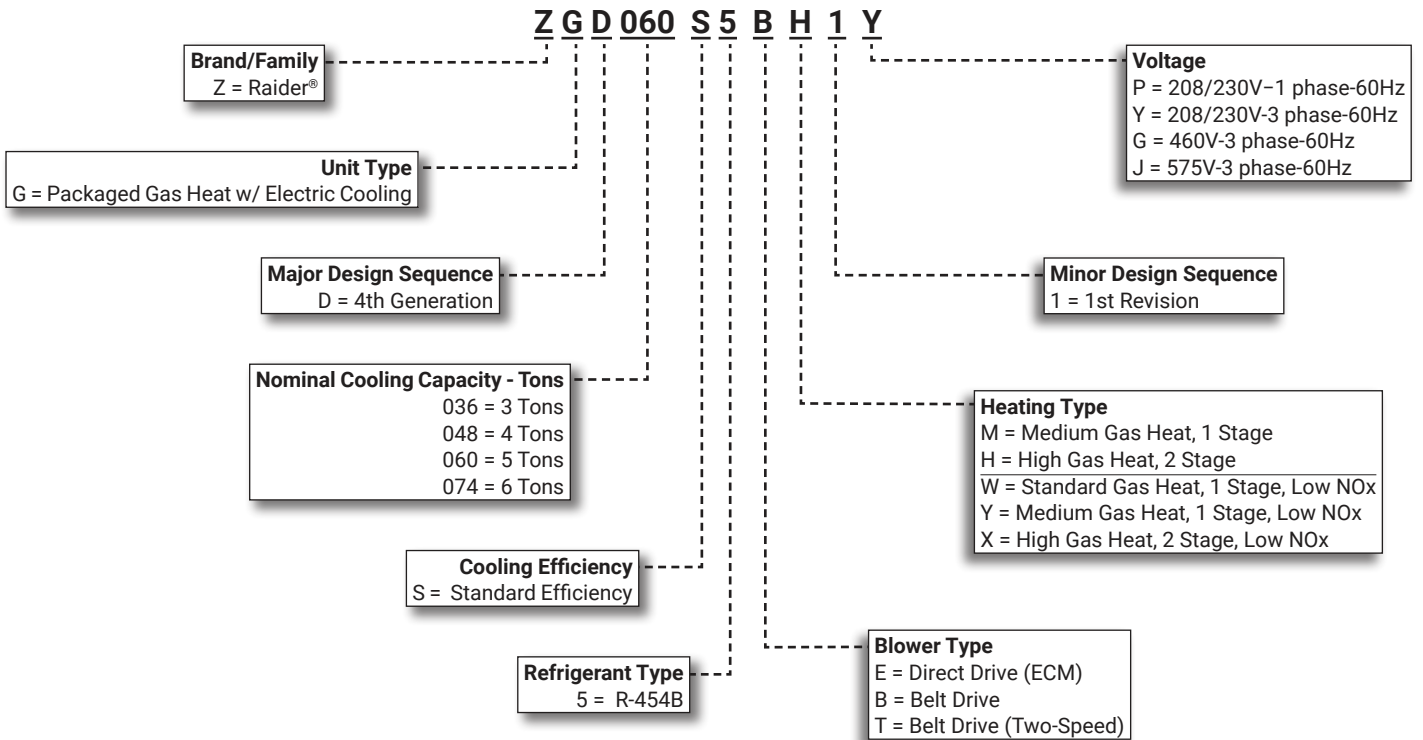 Z G D 060 S 5 B H 1 Y
Brand/Family
Z = Raider®
Unit Type
G = Packaged Gas Heat w/ Electric Cooling
Major Design Sequence
D = 4th Generation
Nominal Cooling Capacity - Tons
036 = 3 Tons
048 = 4 Tons
060 = 5 Tons
074 = 6 Tons
Cooling Efficiency
S = Standard Efficiency
Refrigerant Type
5 = R-454B
Voltage
P = 208/230V-1 phase-60Hz
Y = 208/230V-3 phase-60Hz
G = 460V-3 phase-60Hz
J = 575V-3 phase-60Hz
Minor Design Sequence
1 = 1st Revision
Heating Type
M = Medium Gas Heat, 1 Stage
H = High Gas Heat, 2 Stage
W = Standard Gas Heat, 1 Stage, Low NOx
Y = Medium Gas Heat, 1 Stage, Low NOx
X = High Gas Heat, 2 Stage, Low NOx
Blower Type
E = Direct Drive (ECM)
B = Belt Drive
T = Belt Drive (Two-Speed)